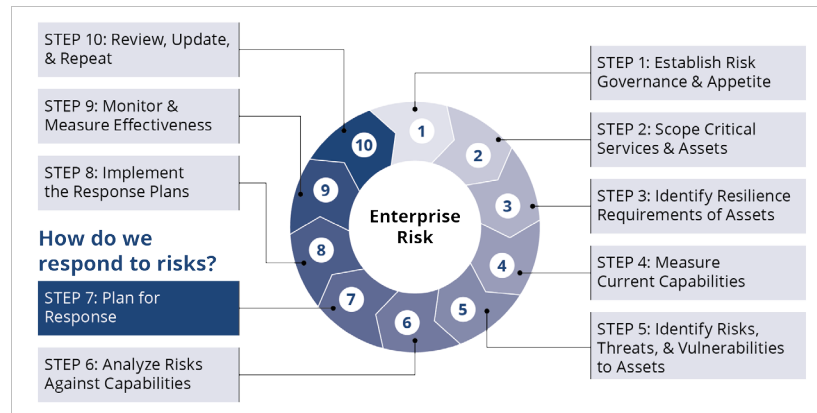 STEP 10: Review, Update,
& Repeat
STEP 9: Monitor &
Measure Effectiveness
STEP 8: Implement
the Response Plans
How do we
respond to risks?
STEP 7: Plan for
Response
STEP 6: Analyze Risks
Against Capabilities
1
2
3
4
5
6
7
8
9
10
Enterprise
Risk
STEP 1: Establish Risk
Governance & Appetite
STEP 2: Scope Critical
Services & Assets
STEP 3: Identify Resilience
Requirements of Assets
STEP 4: Measure
Current Capabilities
STEP 5: Identify Risks,
Threats, & Vulnerabilities
to Assets